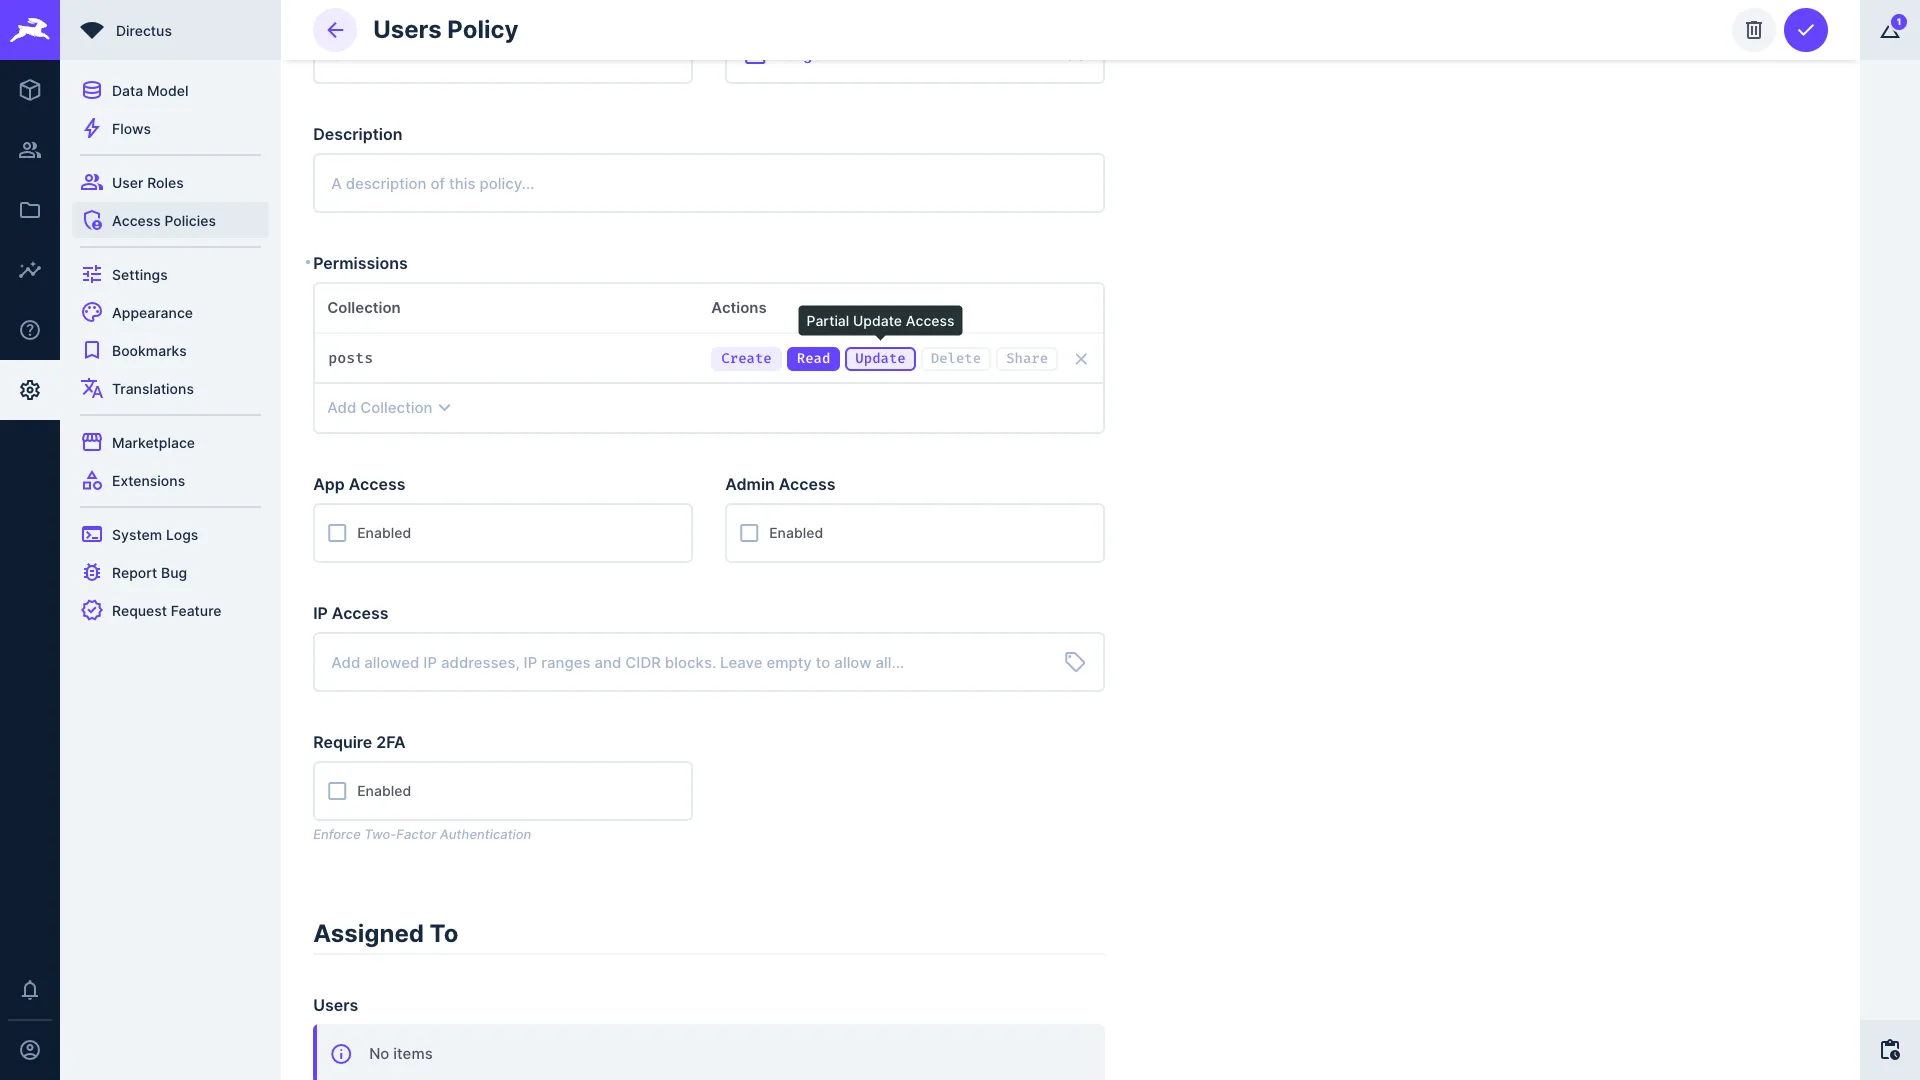 Directus
Users Policy
1
Data Model
Flows
User Roles
Access Policies
Settings
Appearance
Bookmarks
Translations
Marketplace
Extensions
System Logs
Report Bug
Request Feature
Description
A description of this policy...
Permissions
Collection Actions
Partial Update Access
posts Create Read Update Delete Share
Add Collection
App Access Admin Access
Enabled Enabled
IP Access
Add allowed IP addresses, IP ranges and CIDR blocks. Leave empty to allow all...
Require 2FA
Enabled
Enforce Two-Factor Authentication
Assigned To
Users
No items